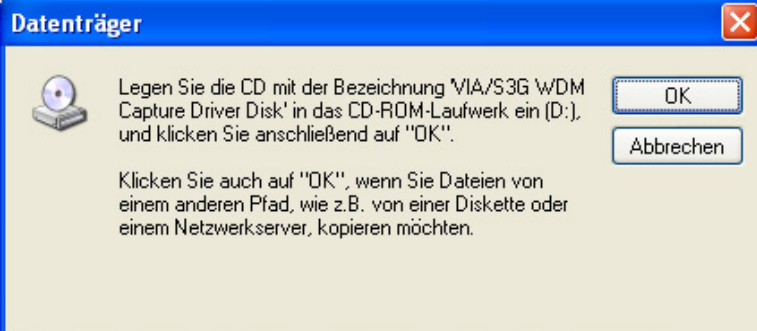 Datenträger
Legen Sie die CD mit der Bezeichnung 'VIA/S3G WDM
Capture Driver Disk' in das CD-ROM-Laufwerk ein (D:),
und klicken Sie anschließend auf "OK".
OK
Abbrechen
Klicken Sie auch auf "OK", wenn Sie Dateien von
einem anderen Pfad, wie z.B. von einer Diskette oder
einem Netzwerkserver, kopieren möchten.